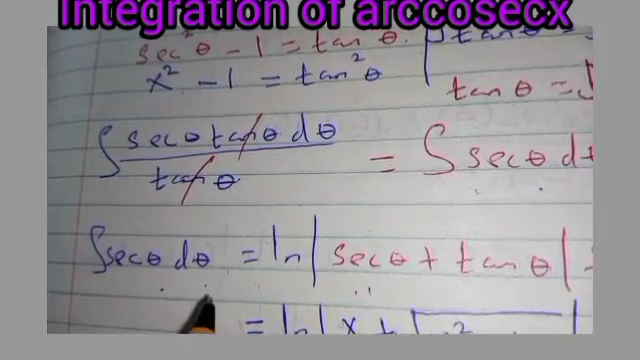 Integration of arccosecx
sec²θ - 1 = tan²θ. tanθ =
x² - 1 = tan²θ
tanθ = √
∫ secθ tanθ dθ / tanθ = ∫ secθ d
∫secθ dθ = ln|secθ + tanθ| +
= ln|x + √